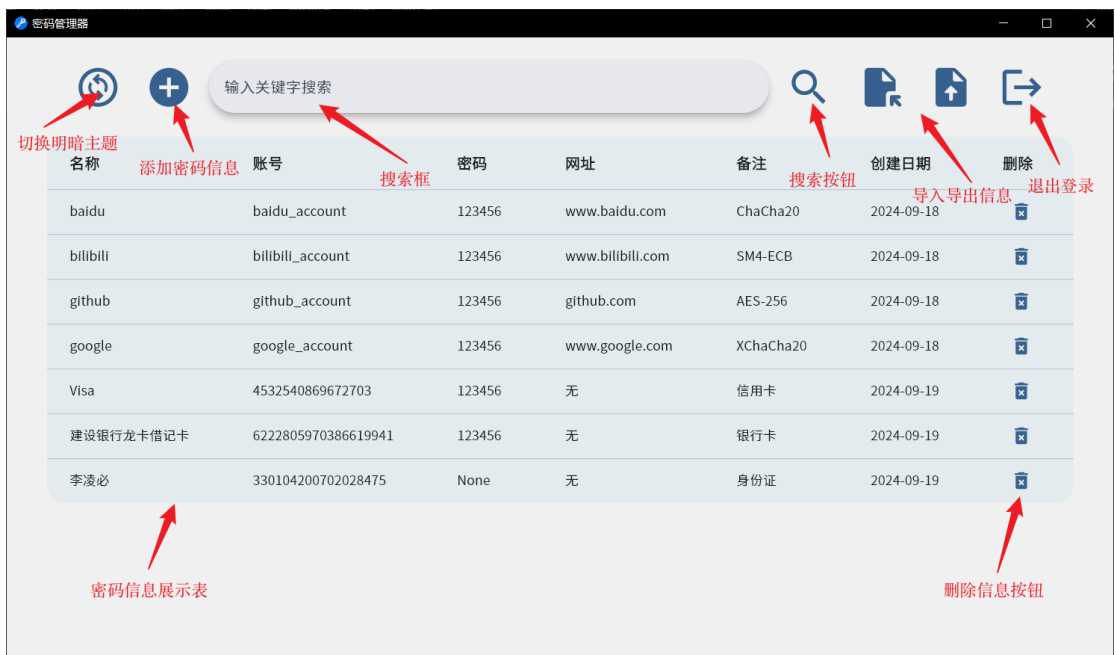 密码管理器
输入关键字搜索
切换明暗主题
添加密码信息
搜索框
搜索按钮
导入导出信息
退出登录
名称 账号 密码 网址 备注 创建日期 删除
baidu baidu_account 123456 www.baidu.com ChaCha20 2024-09-18
bilibili bilibili_account 123456 www.bilibili.com SM4-ECB 2024-09-18
github github_account 123456 github.com AES-256 2024-09-18
google google_account 123456 www.google.com XChaCha20 2024-09-18
Visa 4532540869672703 123456 无 信用卡 2024-09-19
建设银行龙卡借记卡 6222805970386619941 123456 无 银行卡 2024-09-19
李凌必 330104200702028475 None 无 身份证 2024-09-19
密码信息展示表
删除信息按钮